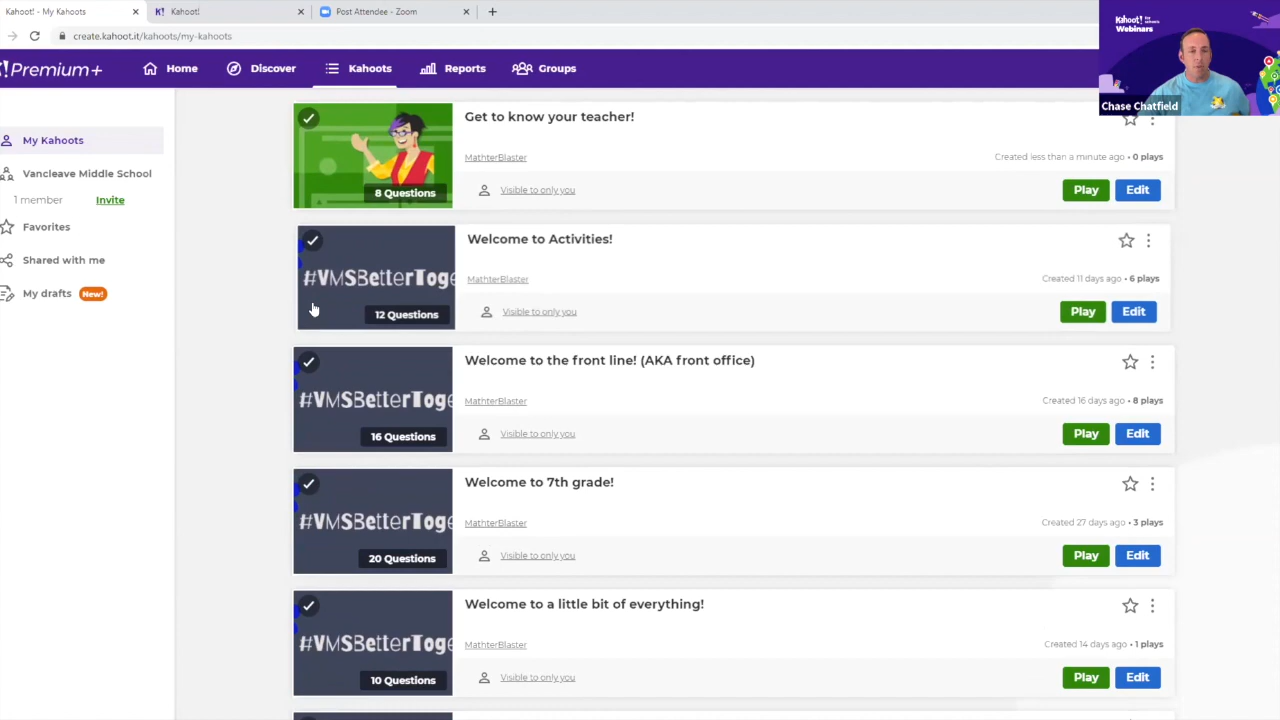 Kahoot! - My Kahoots
Kahoot!
Post Attendee - Zoom
create.kahoot.it/kahoots/my-kahoots
!Premium+
Home
Discover
Kahoots
Reports
Groups
Kahoot!
Webinars
Chase Chatfield
My Kahoots
Vancleave Middle School
1 member
Invite
Favorites
Shared with me
My drafts
New!
Get to know your teacher!
MathterBlaster
Created less than a minute ago • 0 plays
8 Questions
Visible to only you
Play
Edit
Welcome to Activities!
#VMSBetterToge
MathterBlaster
Created 11 days ago • 6 plays
12 Questions
Visible to only you
Play
Edit
Welcome to the front line! (AKA front office)
#VMSBetterToge
MathterBlaster
Created 16 days ago • 8 plays
16 Questions
Visible to only you
Play
Edit
Welcome to 7th grade!
#VMSBetterToge
MathterBlaster
Created 27 days ago • 3 plays
20 Questions
Visible to only you
Play
Edit
Welcome to a little bit of everything!
#VMSBetterToge
MathterBlaster
Created 14 days ago • 1 plays
10 Questions
Visible to only you
Play
Edit